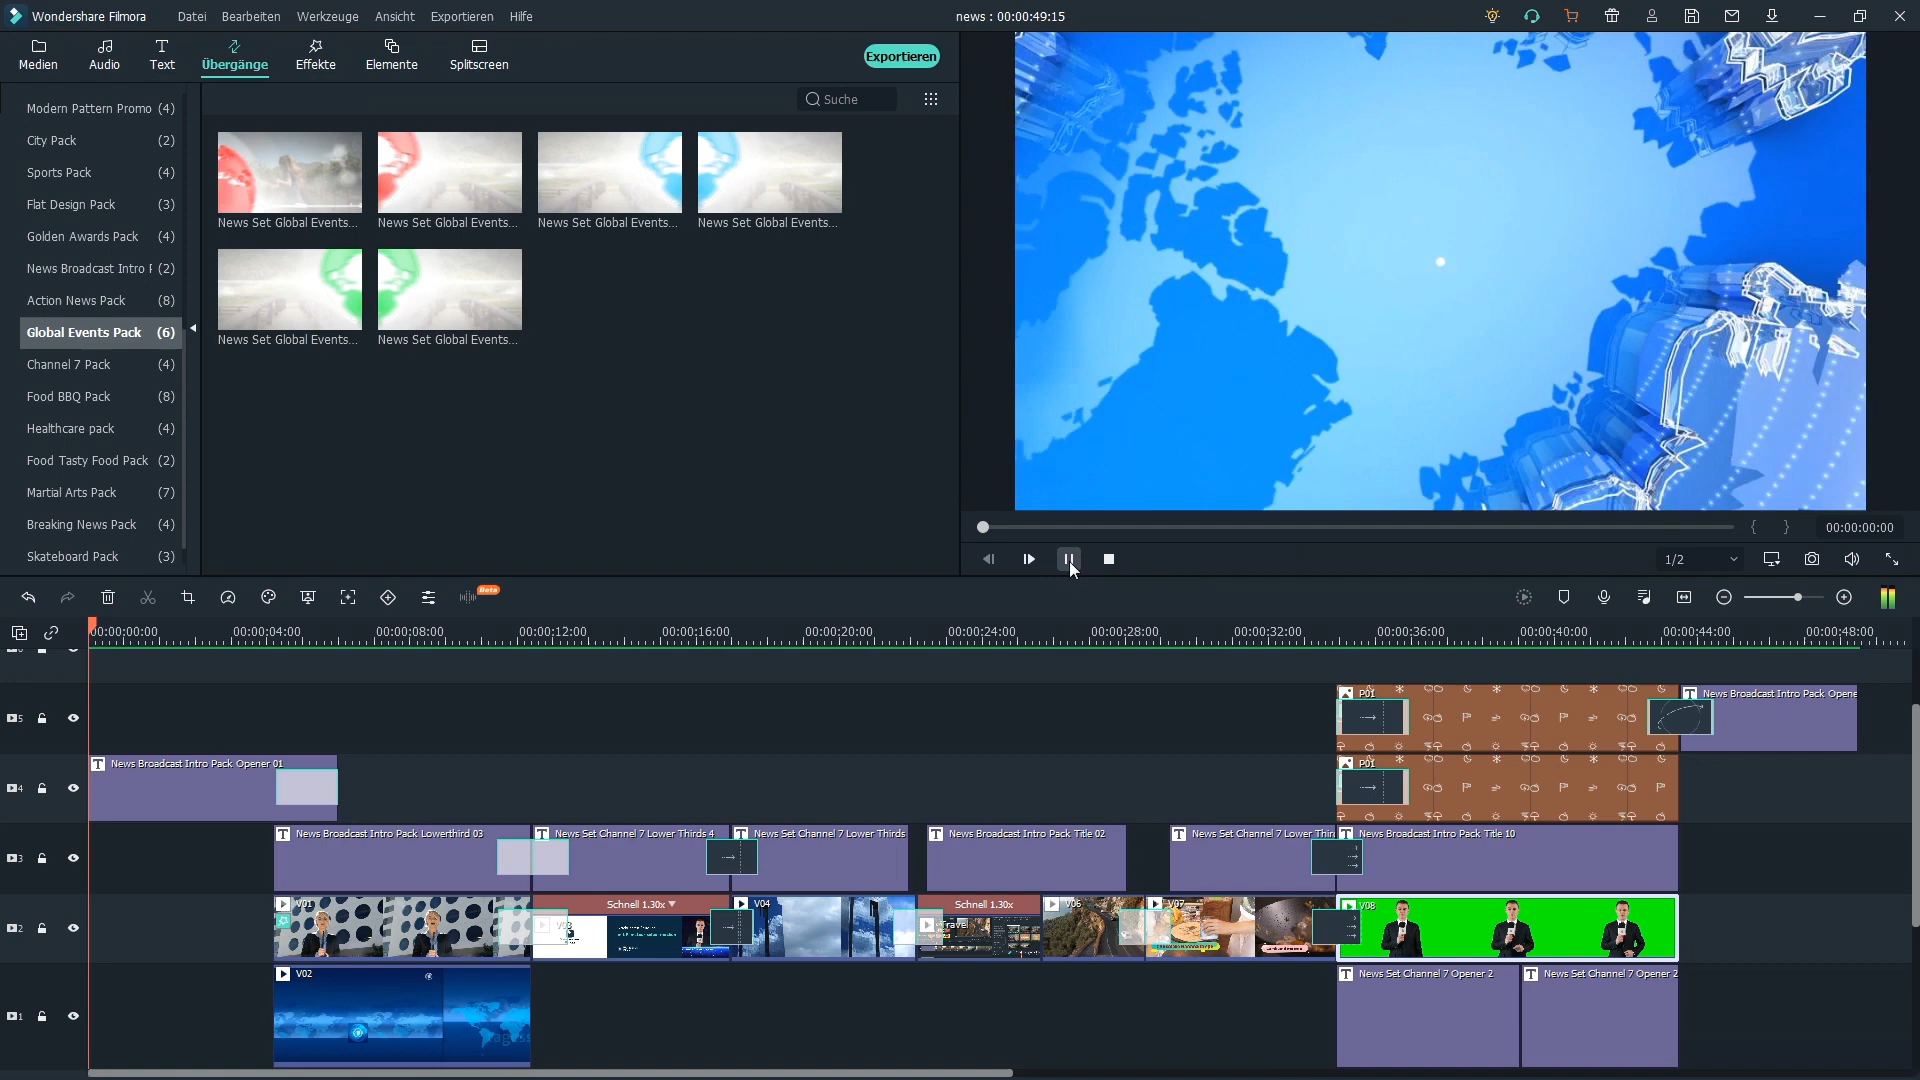 Wondershare Filmora Datei Bearbeiten Werkzeuge Ansicht Exportieren Hilfe news : 00:00:49:15
Medien Audio Text Übergänge Effekte Elemente Splitscreen Exportieren
Suche
Modern Pattern Promo (4)
City Pack (2)
Sports Pack (4)
Flat Design Pack (3)
Golden Awards Pack (4)
News Broadcast Intro (2)
Action News Pack (8)
Global Events Pack (6)
Channel 7 Pack (4)
Food BBQ Pack (8)
Healthcare pack (4)
Food Tasty Food Pack (2)
Martial Arts Pack (7)
Breaking News Pack (4)
Skateboard Pack (3)
News Set Global Events... News Set Global Events... News Set Global Events... News Set Global Events...
News Set Global Events... News Set Global Events...
{ } 00:00:00:00
1/2
Beta
00:00:00:00 00:00:04:00 00:00:08:00 00:00:12:00 00:00:16:00 00:00:20:00 00:00:24:00 00:00:28:00 00:00:32:00 00:00:36:00 00:00:40:00 00:00:44:00 00:00:48:00
5 P01 News Broadcast Intro Pack Opene
4 News Broadcast Intro Pack Opener 01 P01
3 News Broadcast Intro Pack Lowerthird 03 News Set Channel 7 Lower Thirds 4 News Set Channel 7 Lower Thirds News Broadcast Intro Pack Title 02 News Set Channel 7 Lower Thir News Broadcast Intro Pack Title 10
2 V01 Schnell 1.30x V03 V04 Schnell 1.30x Travel V06 V07 V08
1 V02 News Set Channel 7 Opener 2 News Set Channel 7 Opener 2